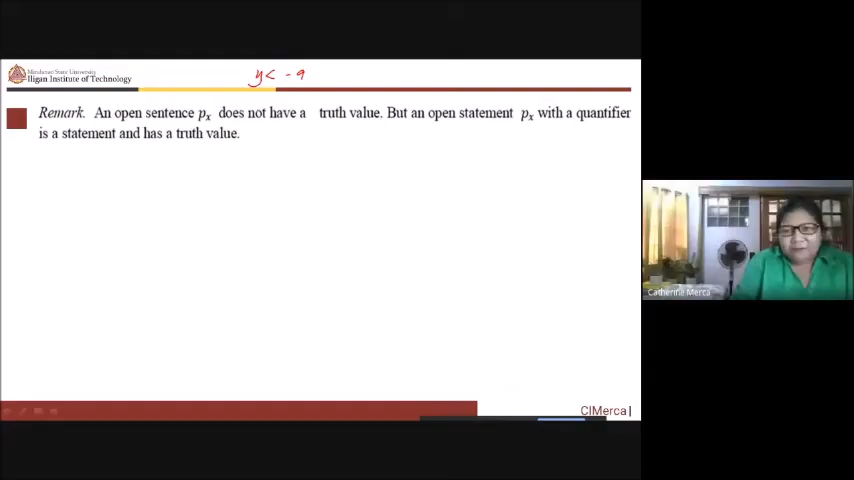 Mindanao State University
Iligan Institute of Technology
y < -9
Remark. An open sentence pₓ does not have a truth value. But an open statement pₓ with a quantifier
is a statement and has a truth value.
Catherine Merca
CIMerca|